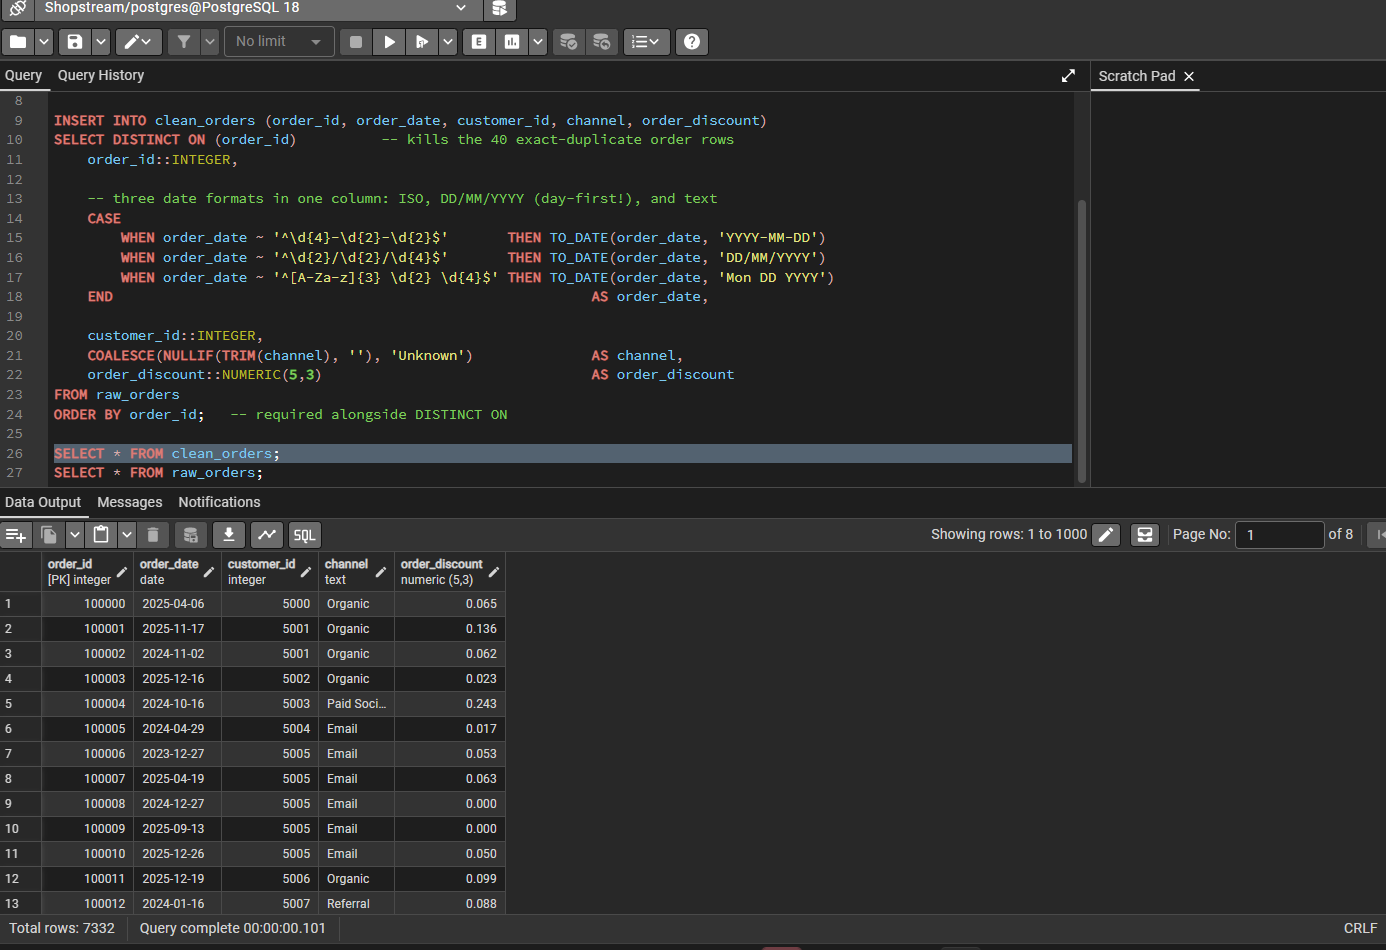 Shopstream/postgres@PostgreSQL 18
No limit
E
Query Query History
Scratch Pad
8
9 INSERT INTO clean_orders (order_id, order_date, customer_id, channel, order_discount)
10 SELECT DISTINCT ON (order_id) -- kills the 40 exact-duplicate order rows
11 order_id::INTEGER,
12
13 -- three date formats in one column: ISO, DD/MM/YYYY (day-first!), and text
14 CASE
15 WHEN order_date ~ '^\d{4}-\d{2}-\d{2}$' THEN TO_DATE(order_date, 'YYYY-MM-DD')
16 WHEN order_date ~ '^\d{2}/\d{2}/\d{4}$' THEN TO_DATE(order_date, 'DD/MM/YYYY')
17 WHEN order_date ~ '^[A-Za-z]{3} \d{2} \d{4}$' THEN TO_DATE(order_date, 'Mon DD YYYY')
18 END AS order_date,
19
20 customer_id::INTEGER,
21 COALESCE(NULLIF(TRIM(channel), ''), 'Unknown') AS channel,
22 order_discount::NUMERIC(5,3) AS order_discount
23 FROM raw_orders
24 ORDER BY order_id; -- required alongside DISTINCT ON
25
26 SELECT * FROM clean_orders;
27 SELECT * FROM raw_orders;
Data Output Messages Notifications
SQL Showing rows: 1 to 1000 Page No: 1 of 8
order_id order_date customer_id channel order_discount
[PK] integer date integer text numeric (5,3)
1 100000 2025-04-06 5000 Organic 0.065
2 100001 2025-11-17 5001 Organic 0.136
3 100002 2024-11-02 5001 Organic 0.062
4 100003 2025-12-16 5002 Organic 0.023
5 100004 2024-10-16 5003 Paid Soci... 0.243
6 100005 2024-04-29 5004 Email 0.017
7 100006 2023-12-27 5005 Email 0.053
8 100007 2025-04-19 5005 Email 0.063
9 100008 2024-12-27 5005 Email 0.000
10 100009 2025-09-13 5005 Email 0.000
11 100010 2025-12-26 5005 Email 0.050
12 100011 2025-12-19 5006 Organic 0.099
13 100012 2024-01-16 5007 Referral 0.088
Total rows: 7332 Query complete 00:00:00.101 CRLF